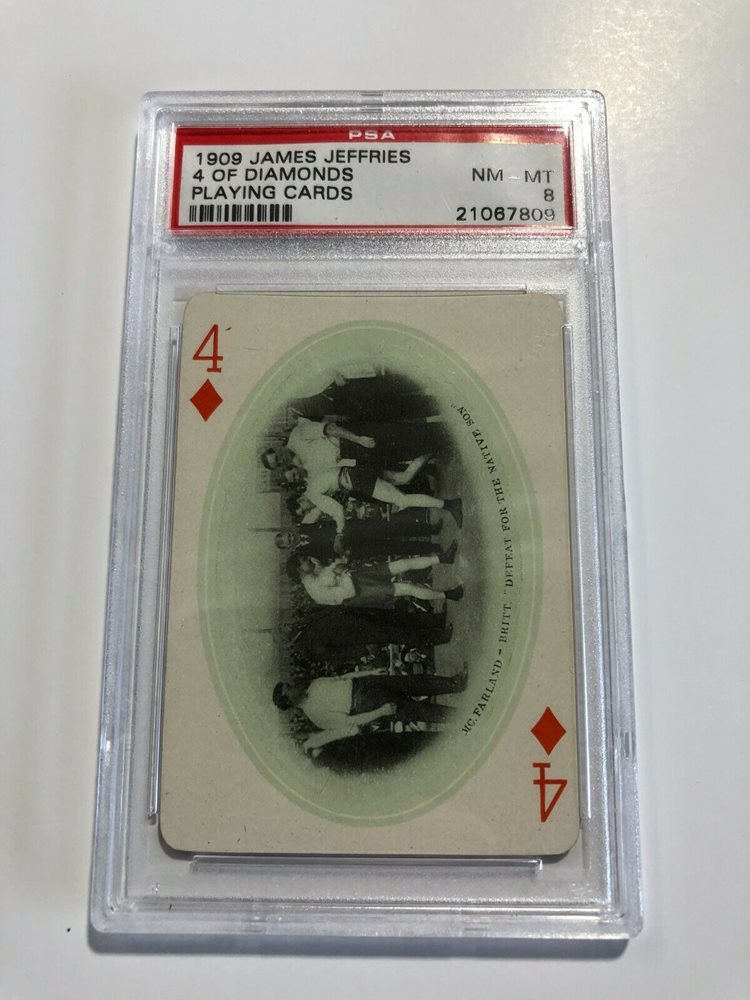 PSA
1909 JAMES JEFFRIES
4 OF DIAMONDS
PLAYING CARDS
NM - MT
8
21067809
4
MC.FARLAND - BRITT. "DEFEAT FOR THE NATIVE SON"
4